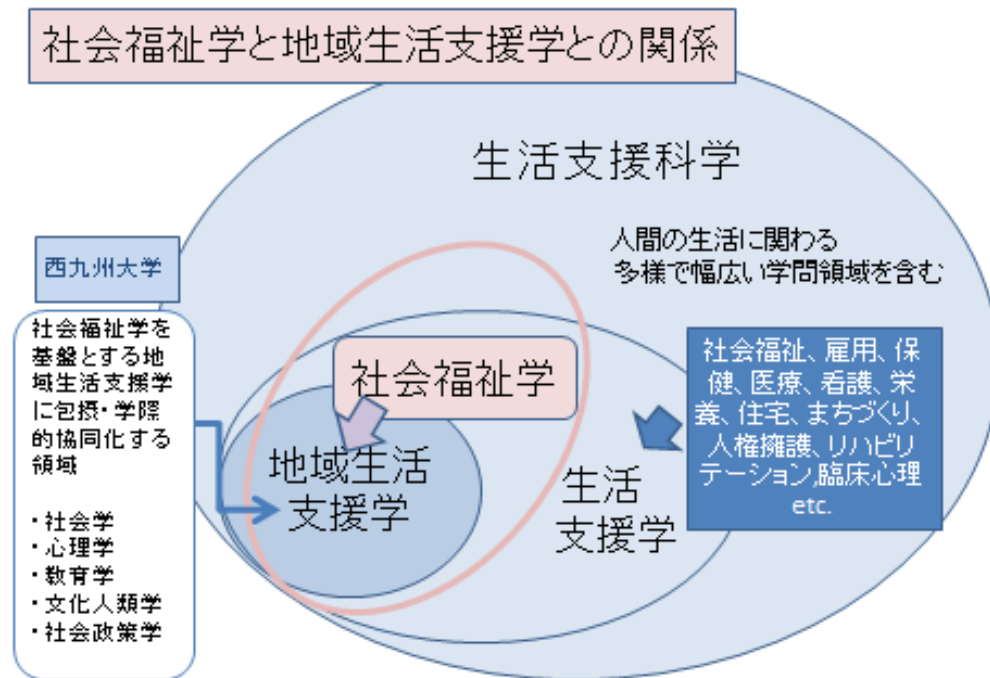 社会福祉学と地域生活支援学との関係
生活支援科学
人間の生活に関わる
多様で幅広い学問領域を含む
西九州大学
社会福祉学を
基盤とする地
域生活支援学
に包摂・学際
的協同化する
領域
・社会学
・心理学
・教育学
・文化人類学
・社会政策学
社会福祉学
地域生活
支援学
生活
支援学
社会福祉、雇用、保
健、医療、看護、栄
養、住宅、まちづくり、
人権擁護、リハビリ
テーション,臨床心理
etc.